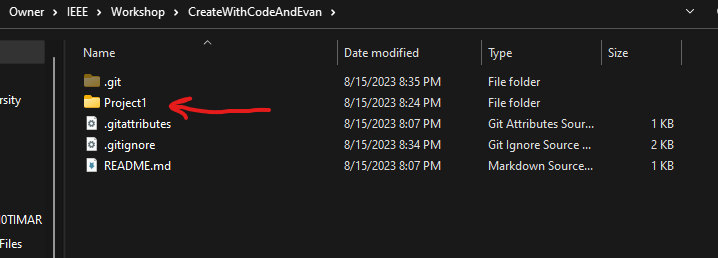 Owner > IEEE > Workshop > CreateWithCodeAndEvan >
Name Date modified Type Size
.git 8/15/2023 8:35 PM File folder
ersity
Project1 8/15/2023 8:24 PM File folder
.gitattributes 8/15/2023 8:07 PM Git Attributes Sour... 1 KB
.gitignore 8/15/2023 8:34 PM Git Ignore Source ... 2 KB
README.md 8/15/2023 8:07 PM Markdown Source... 1 KB
0TIMAR
Files